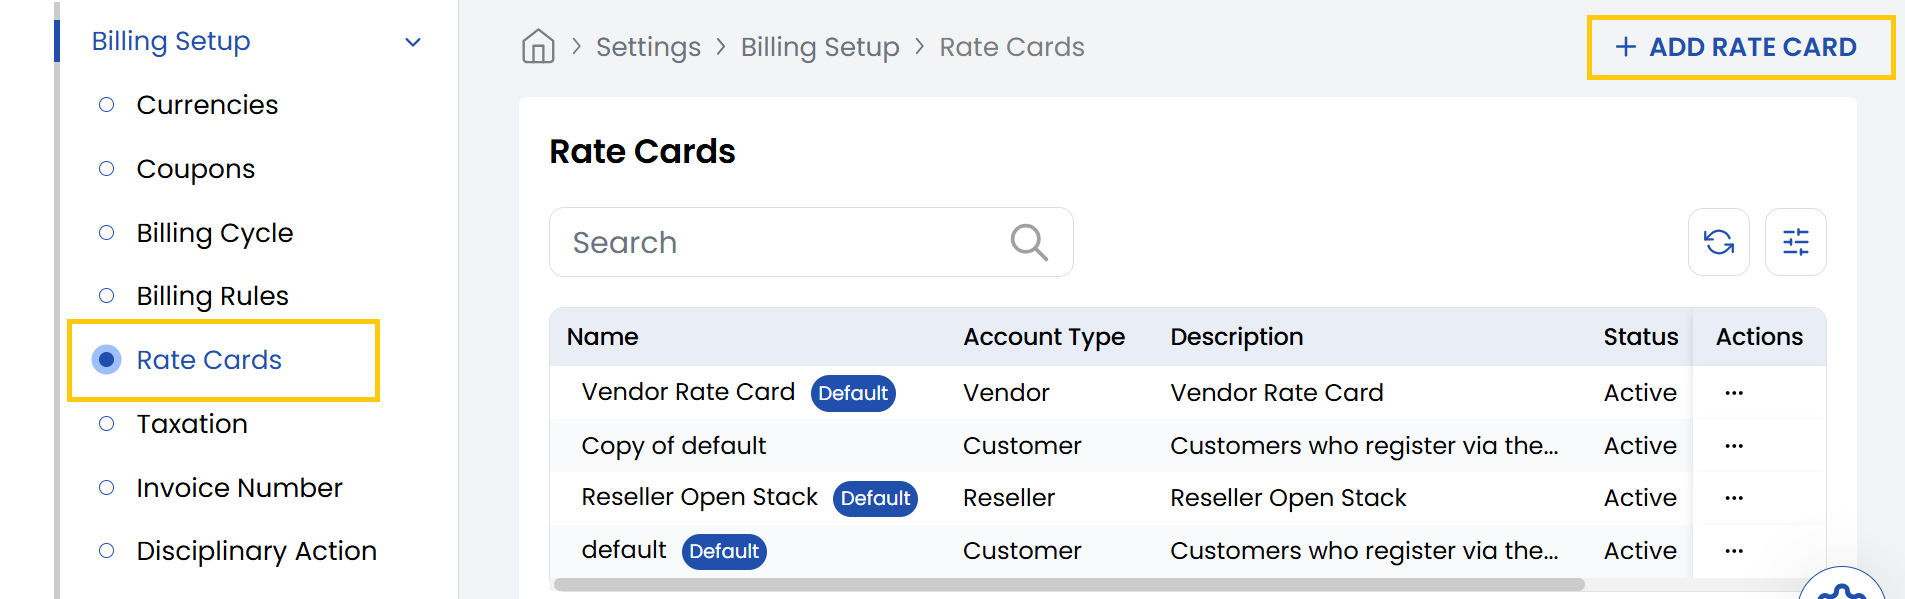 Billing Setup
Currencies
Coupons
Billing Cycle
Billing Rules
Rate Cards
Taxation
Invoice Number
Disciplinary Action
Settings > Billing Setup > Rate Cards
+ ADD RATE CARD
Rate Cards
Search
Name Account Type Description Status Actions
Vendor Rate Card Default Vendor Vendor Rate Card Active ...
Copy of default Customer Customers who register via the... Active ...
Reseller Open Stack Default Reseller Reseller Open Stack Active ...
default Default Customer Customers who register via the... Active ...